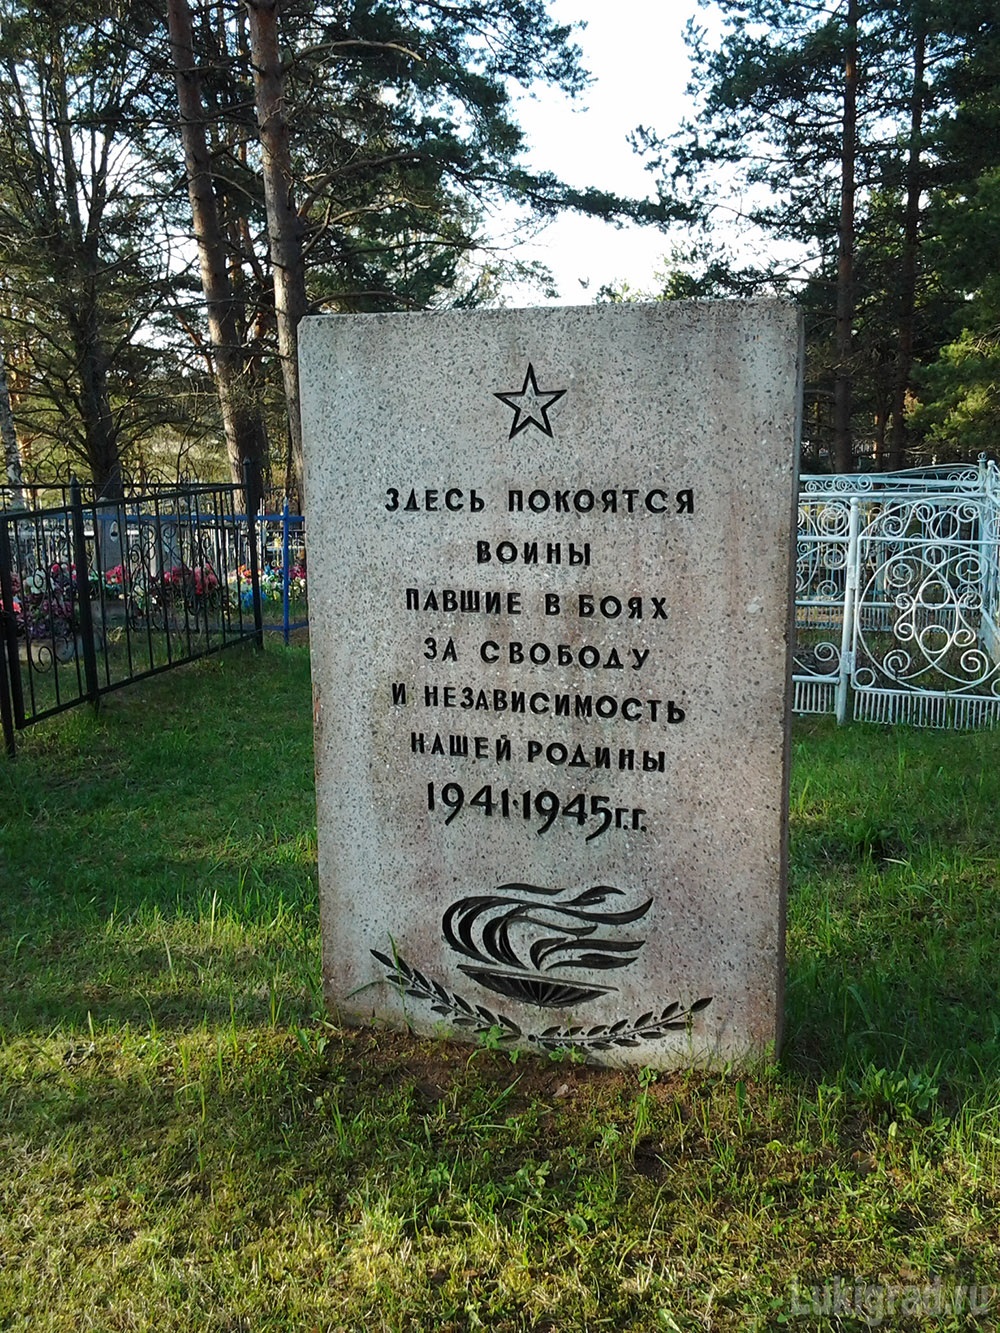 ЗДЕСЬ ПОКОЯТСЯ
ВОИНЫ
ПАВШИЕ В БОЯХ
ЗА СВОБОДУ
И НЕЗАВИСИМОСТЬ
НАШЕЙ РОДИНЫ
1941-1945г.г.
Lukigrad.ru